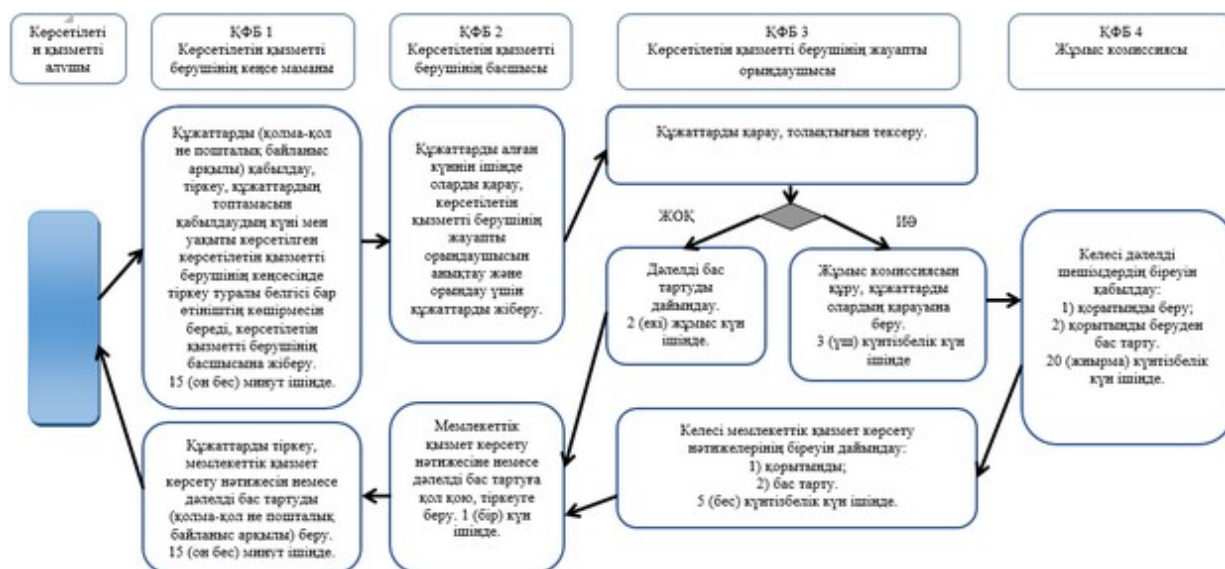 Көрсетілеті
н қызметті
алушы
ҚФБ 1
Көрсетілетін қызметті
берушінің кеңсе маманы
ҚФБ 2
Көрсетілетін қызметті
берушінің басшысы
ҚФБ 3
Көрсетілетін қызметті берушінің жауапты
орындаушысы
ҚФБ 4
Жұмыс комиссиясы
Құжаттарды (қолма-қол
не пошталық байланыс
арқылы) қабылдау,
тіркеу, құжаттардың
топтамасын
қабылдаудың күні мен
уақыты көрсетілген
көрсетілетін қызметті
берушінің кеңсесінде
тіркеу туралы белгісі бар
өтініштің көшірмесін
береді, көрсетілетін
қызметті берушінің
басшысына жіберу.
15 (он бес) минут ішінде.
Құжаттарды алған
күннің ішінде
оларды қарау,
көрсетілетін
қызметті берушінің
жауапты
орындаушысын
анықтау және
орындау үшін
құжаттарды жіберу.
Құжаттарды қарау, толықтығын тексеру.
ЖОҚ
ИӘ
Дәлелді бас
тартуды
дайындау.
2 (екі) жұмыс күн
ішінде.
Жұмыс комиссиясын
құру, құжаттарды
олардың қарауына
беру.
3 (үш) күнтізбелік күн
ішінде
Келесі дәлелді
шешімдердің біреуін
қабылдау:
1) қорытынды беру;
2) қорытынды беруден
бас тарту.
20 (жиырма) күнтізбелік
күн ішінде.
Құжаттарды тіркеу,
мемлекеттік қызмет
көрсету нәтижесін немесе
дәлелді бас тартуды
(қолма-қол не пошталық
байланыс арқылы) беру.
15 (он бес) минут ішінде.
Мемлекеттік
қызмет көрсету
нәтижесіне немесе
дәлелді бас тартуға
қол қою, тіркеуге
беру. 1 (бір) күн
ішінде.
Келесі мемлекеттік қызмет көрсету
нәтижелерінің біреуін дайындау:
1) қорытынды;
2) бас тарту.
5 (бес) күнтізбелік күн ішінде.